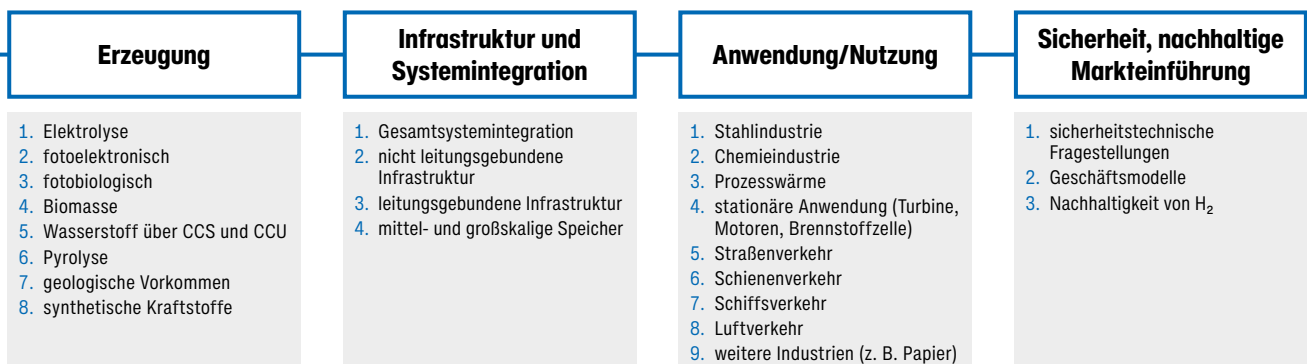 Erzeugung
1. Elektrolyse
2. fotoelektronisch
3. fotobiologisch
4. Biomasse
5. Wasserstoff über CCS und CCU
6. Pyrolyse
7. geologische Vorkommen
8. synthetische Kraftstoffe
Infrastruktur und
Systemintegration
1. Gesamtsystemintegration
2. nicht leitungsgebundene
Infrastruktur
3. leitungsgebundene Infrastruktur
4. mittel- und großskalige Speicher
Anwendung/Nutzung
1. Stahlindustrie
2. Chemieindustrie
3. Prozesswärme
4. stationäre Anwendung (Turbine,
Motoren, Brennstoffzelle)
5. Straßenverkehr
6. Schienenverkehr
7. Schiffsverkehr
8. Luftverkehr
9. weitere Industrien (z. B. Papier)
Sicherheit, nachhaltige
Markteinführung
1. sicherheitstechnische
Fragestellungen
2. Geschäftsmodelle
3. Nachhaltigkeit von H₂